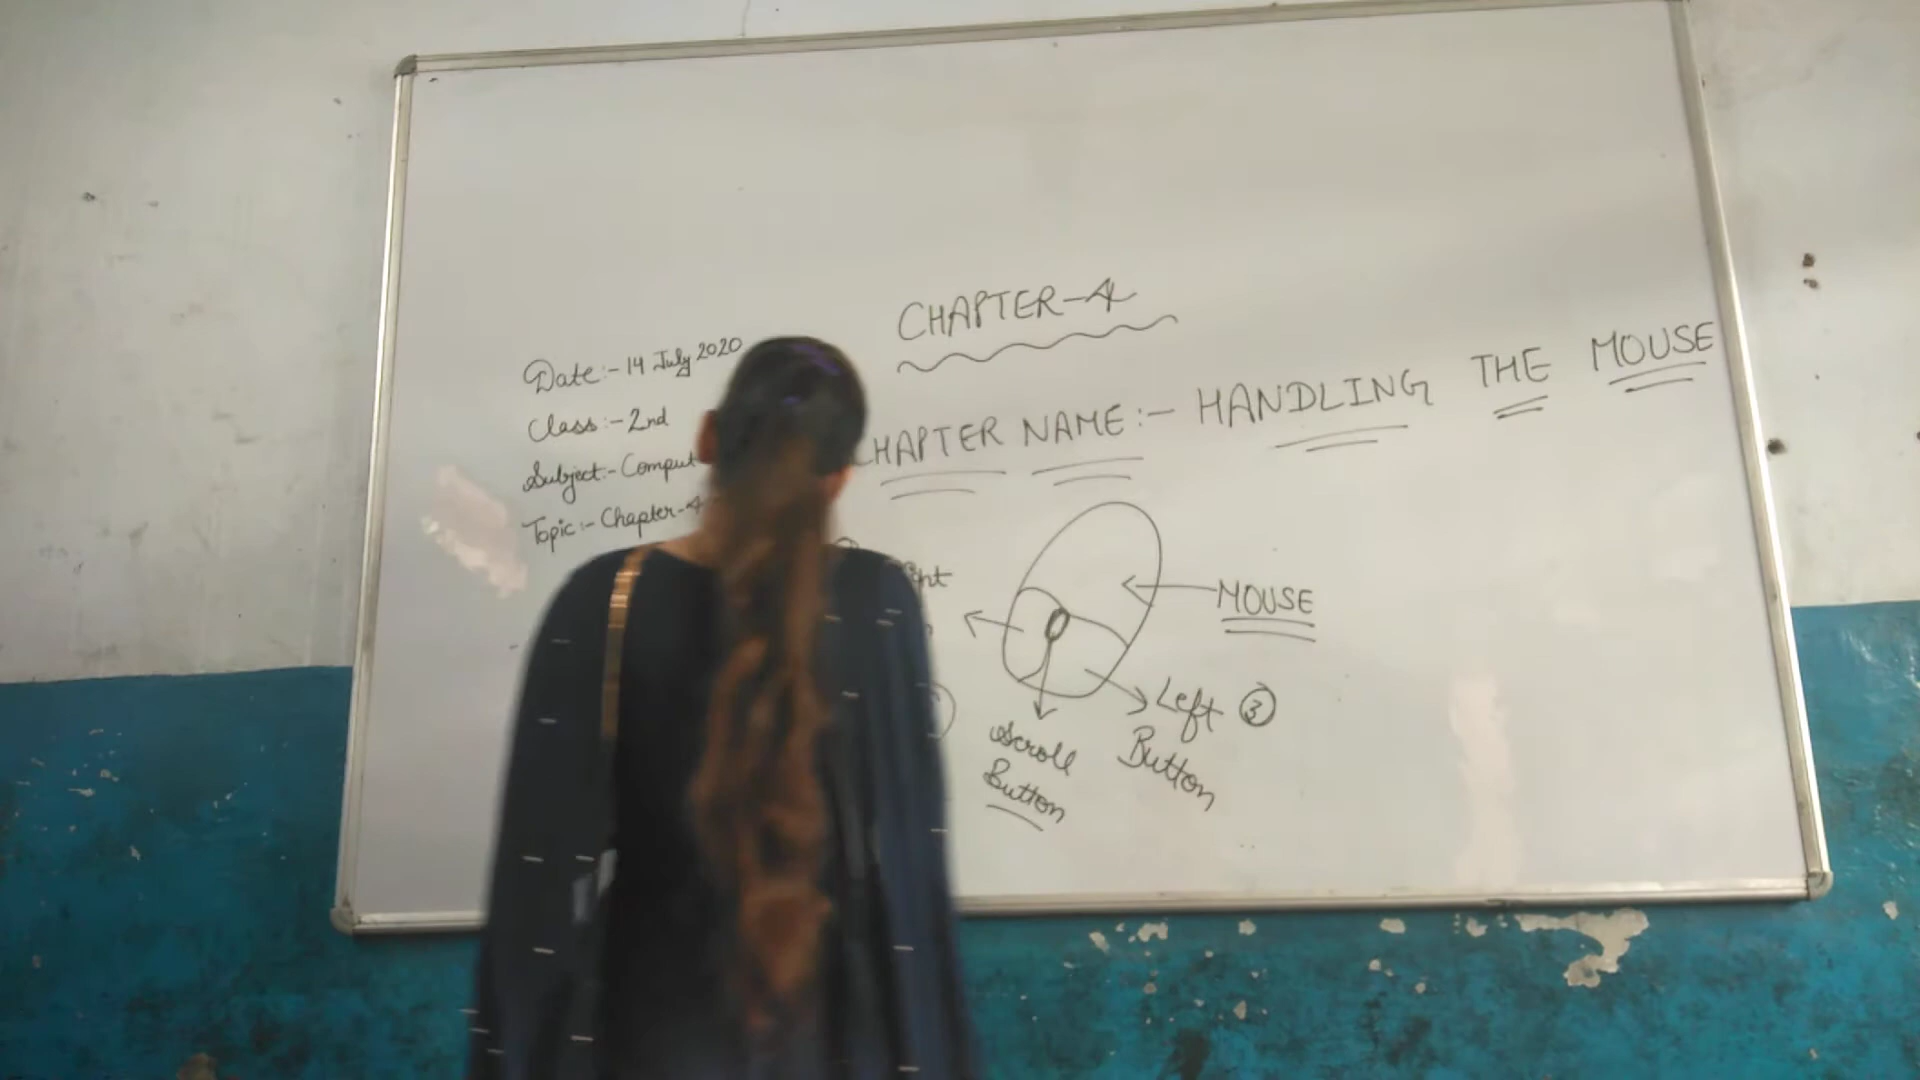 CHAPTER-4
Date:- 14 July 2020
Class:- 2nd
Subject:- Comput
Topic:- Chapter-4
CHAPTER NAME:- HANDLING THE MOUSE
MOUSE
Left ③
Button
Scroll
Button